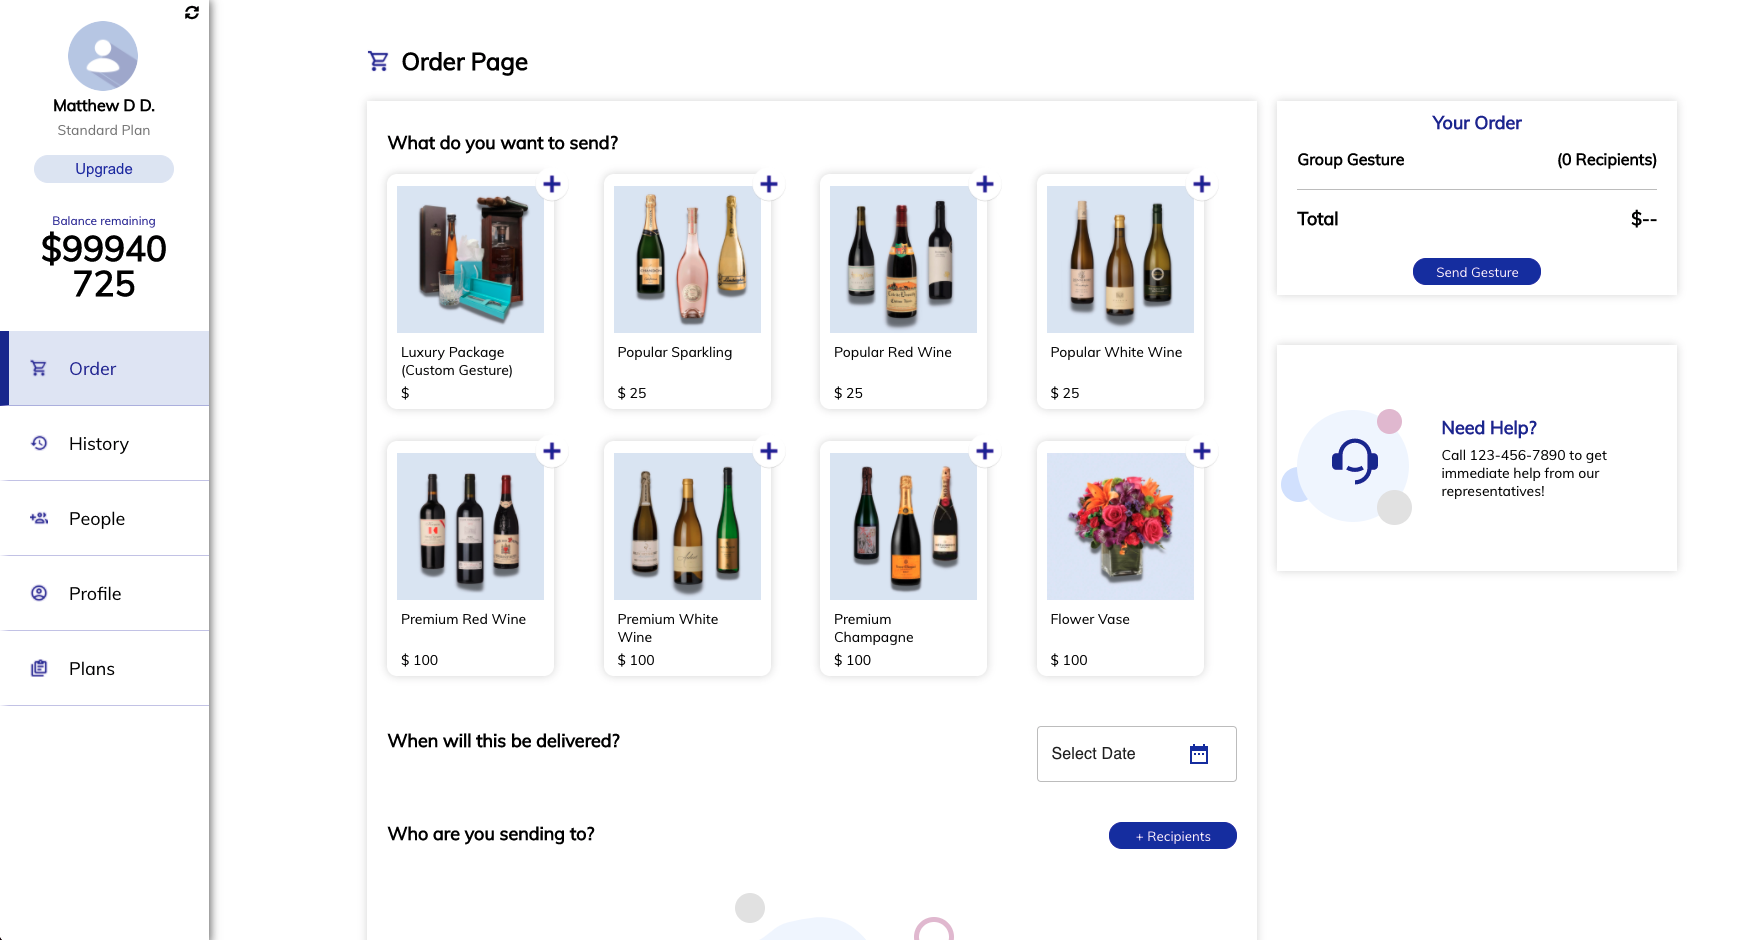 Matthew D D.
Standard Plan
Upgrade
Balance remaining
$99940
725
Order
History
People
Profile
Plans
Order Page
What do you want to send?
Luxury Package
(Custom Gesture)
$
Popular Sparkling
$ 25
Popular Red Wine
$ 25
Popular White Wine
$ 25
Premium Red Wine
$ 100
Premium White
Wine
$ 100
Premium
Champagne
$ 100
Flower Vase
$ 100
When will this be delivered?
Select Date
Who are you sending to?
+ Recipients
Your Order
Group Gesture (0 Recipients)
Total $--
Send Gesture
Need Help?
Call 123-456-7890 to get
immediate help from our
representatives!